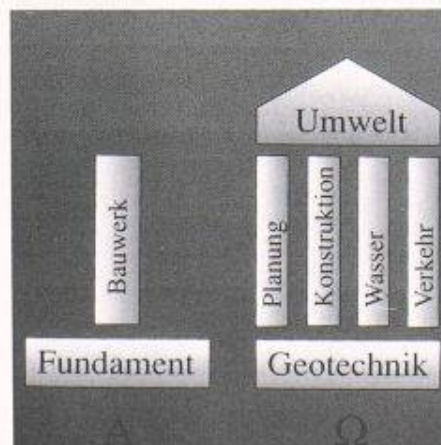 Umwelt
Bauwerk
Planung
Konstruktion
Wasser
Verkehr
Fundament
Geotechnik
A
Ω